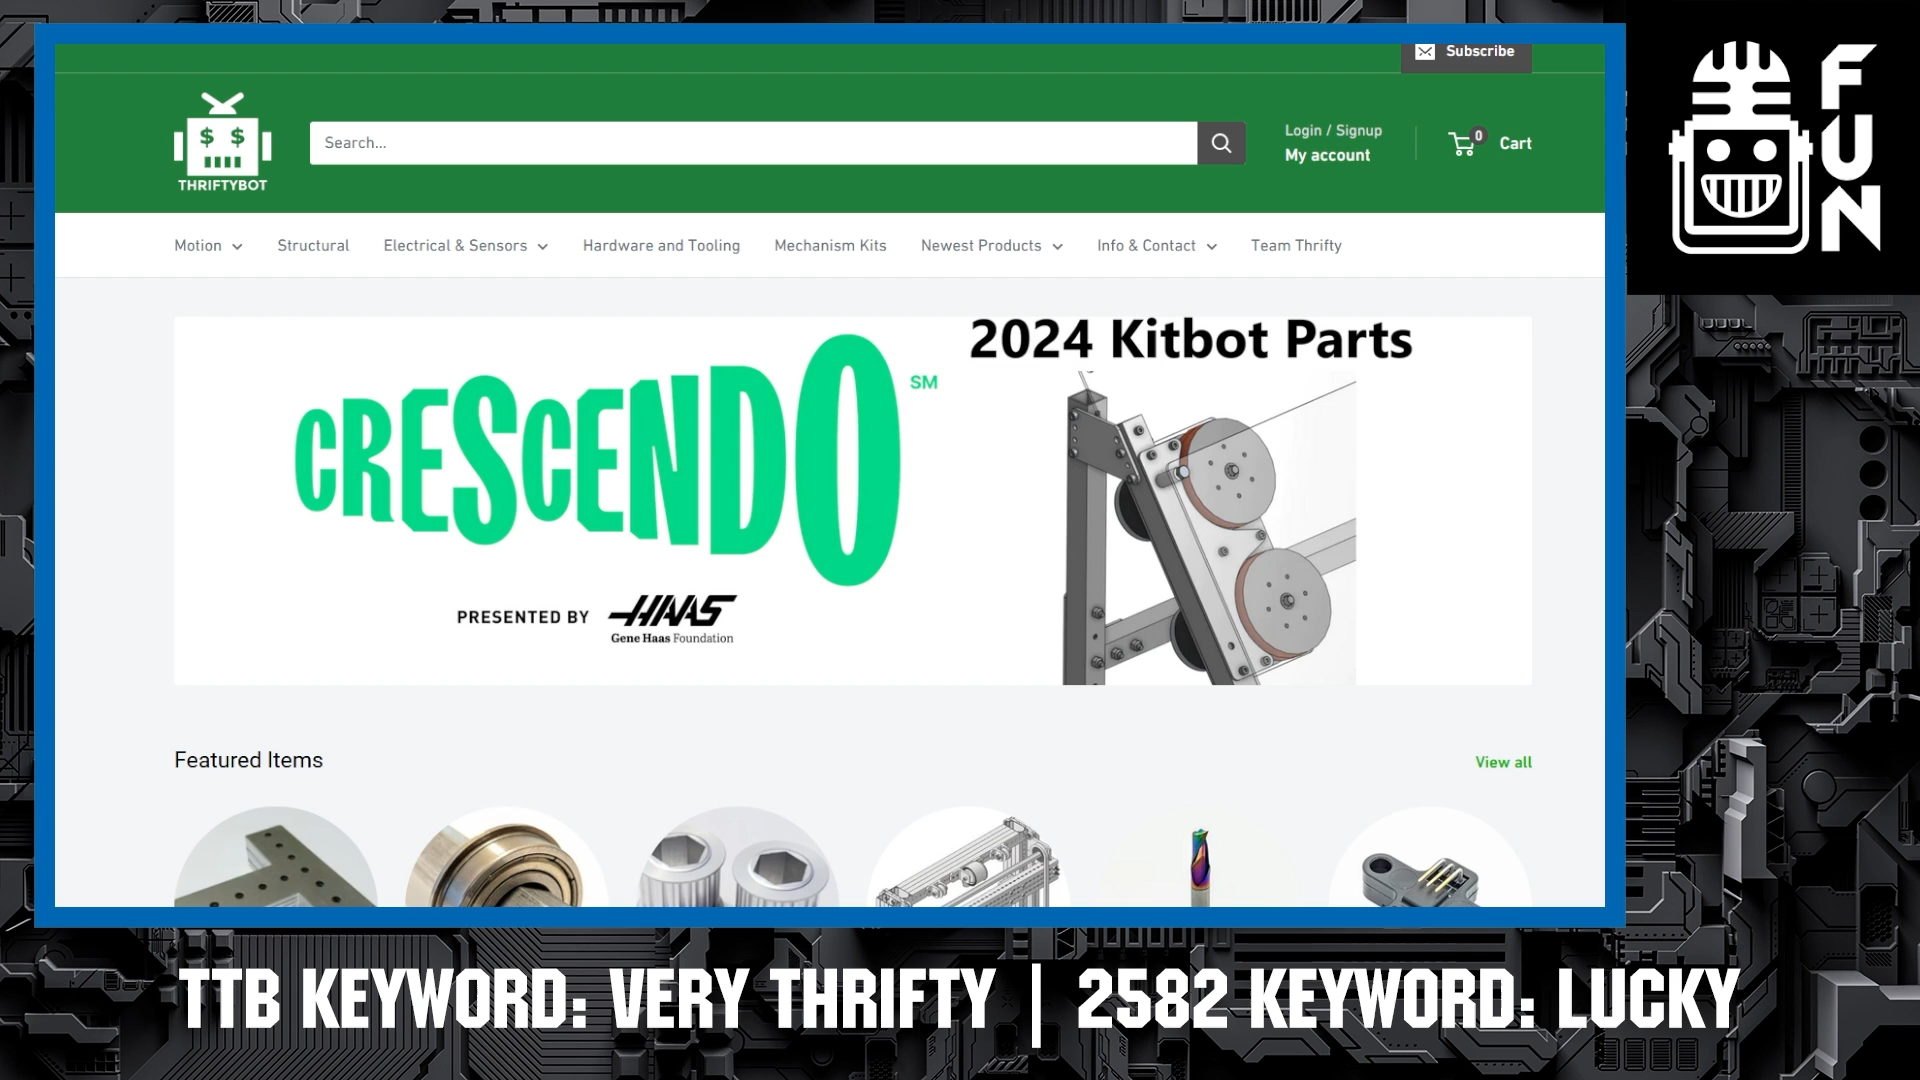 Subscribe
$ $
THRIFTYBOT
Search...
Login / Signup
My account
0
Cart
FUN
Motion
Structural
Electrical & Sensors
Hardware and Tooling
Mechanism Kits
Newest Products
Info & Contact
Team Thrifty
2024 Kitbot Parts
CRESCENDO SM
PRESENTED BY HAAS
Gene Haas Foundation
Featured Items
View all
TTB KEYWORD: VERY THRIFTY | 2582 KEYWORD: LUCKY